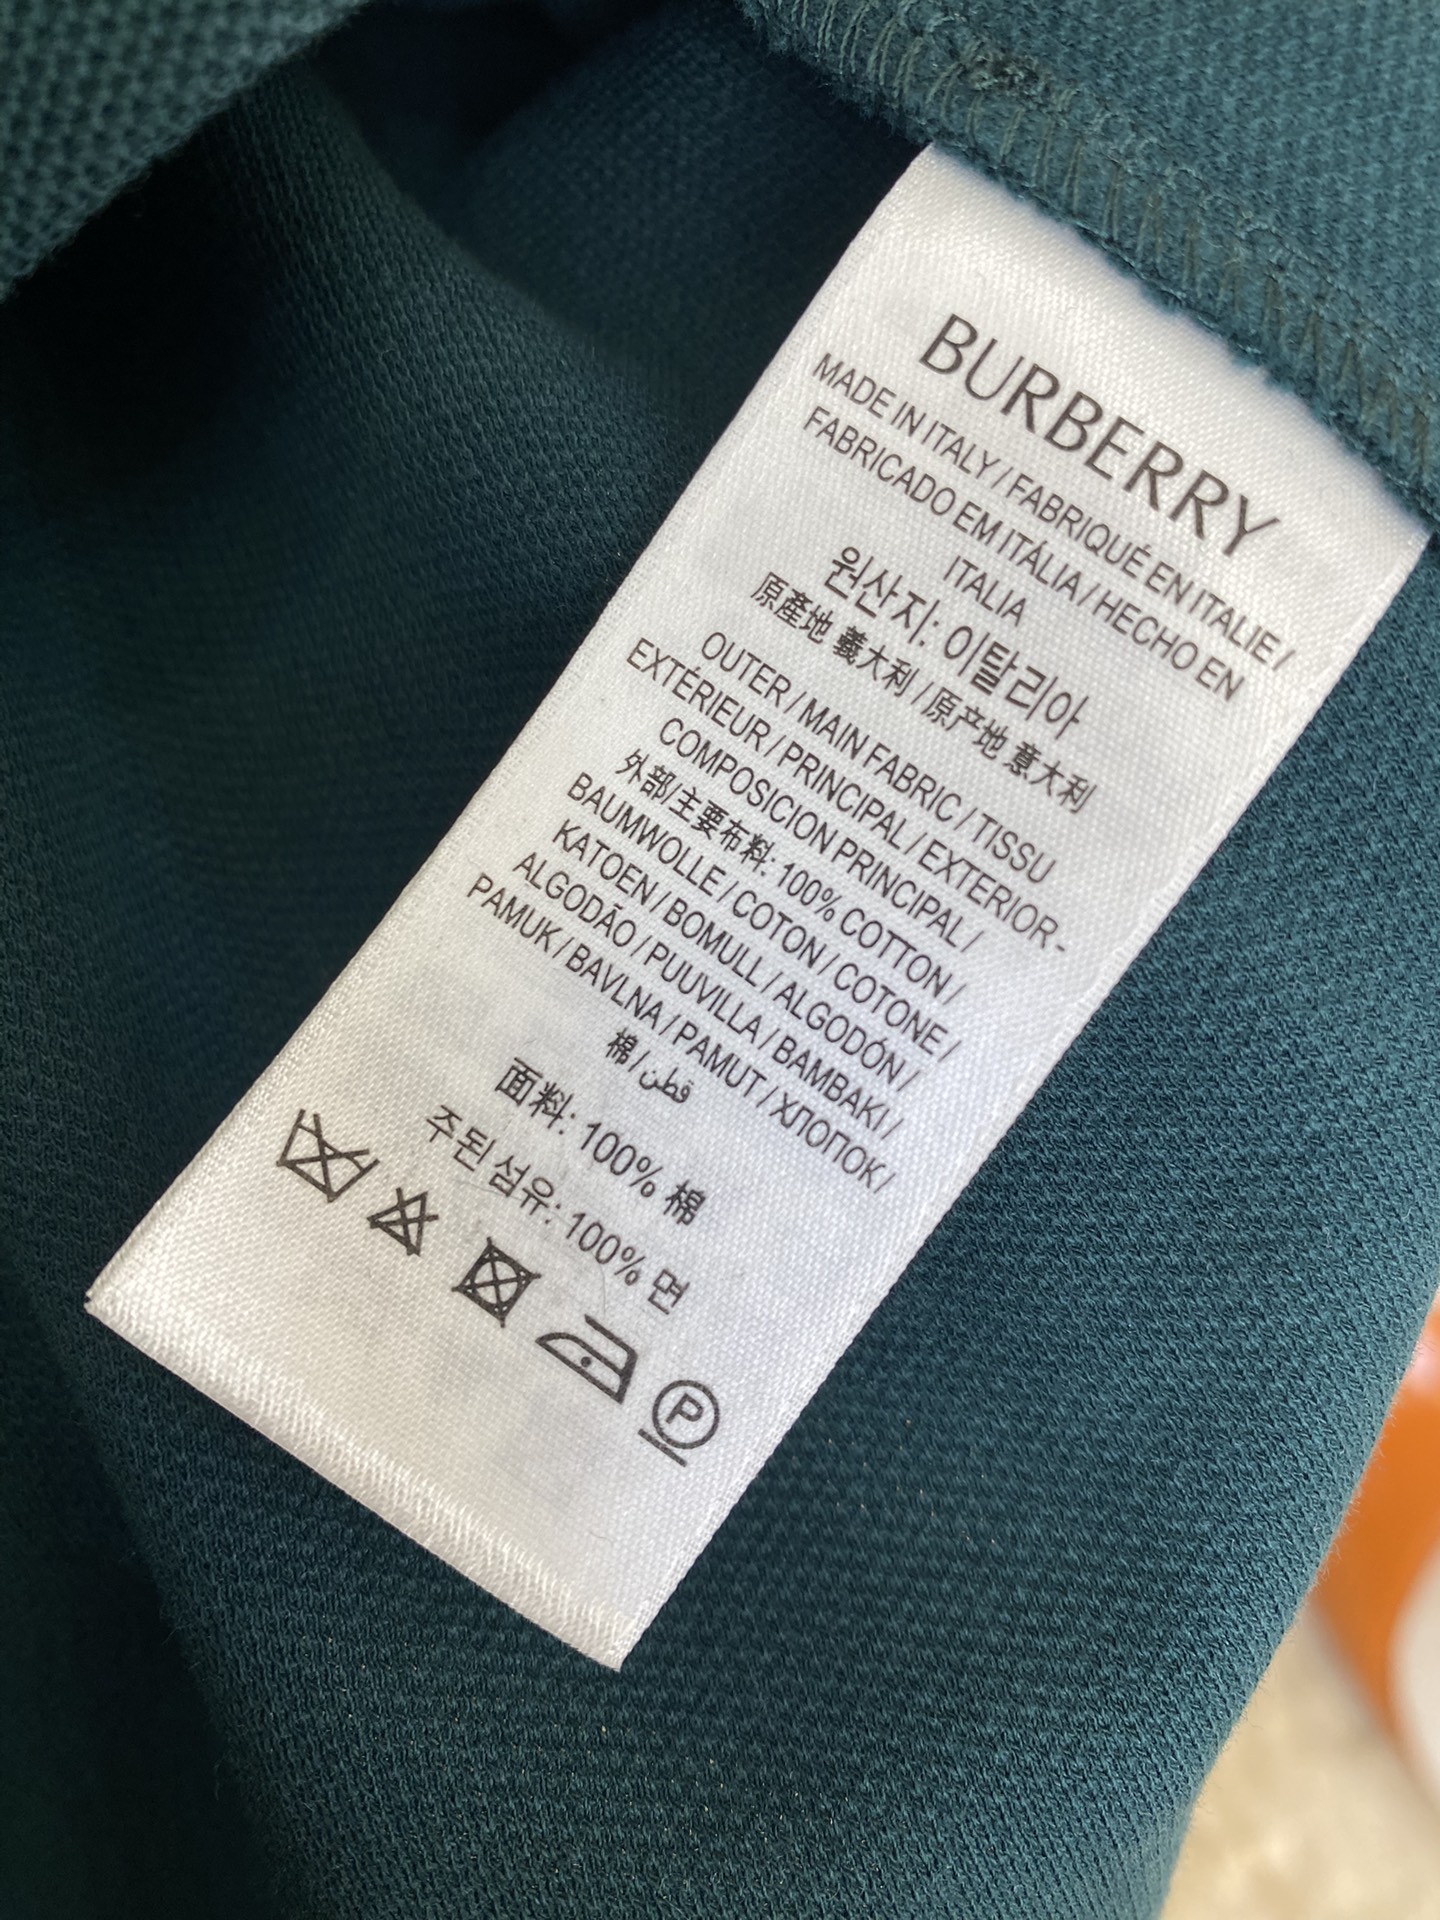 BURBERRY
MADE IN ITALY / FABRIQUÉ EN ITALIE /
FABRICADO EM ITÁLIA / HECHO EN
ITALIA
원산지: 이탈리아
原產地 義大利 / 原产地 意大利
OUTER / MAIN FABRIC / TISSU
EXTÉRIEUR / PRINCIPAL / EXTERIOR-
COMPOSICION PRINCIPAL /
外部/主要布料: 100% COTTON /
BAUMWOLLE / COTON / COTONE /
KATOEN / BOMULL / ALGODÓN /
ALGODÃO / PUUVILLA / BAMBAKI /
PAMUK / BAVLNA / PAMUT / ХЛОПОК /
棉 / قطن
面料: 100% 棉
주된 섬유: 100% 면
P